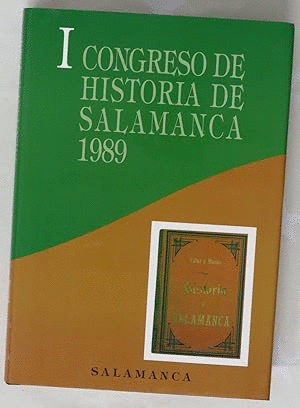 I CONGRESO DE
HISTORIA DE
SALAMANCA
1989
Historia
SALAMANCA
SALAMANCA